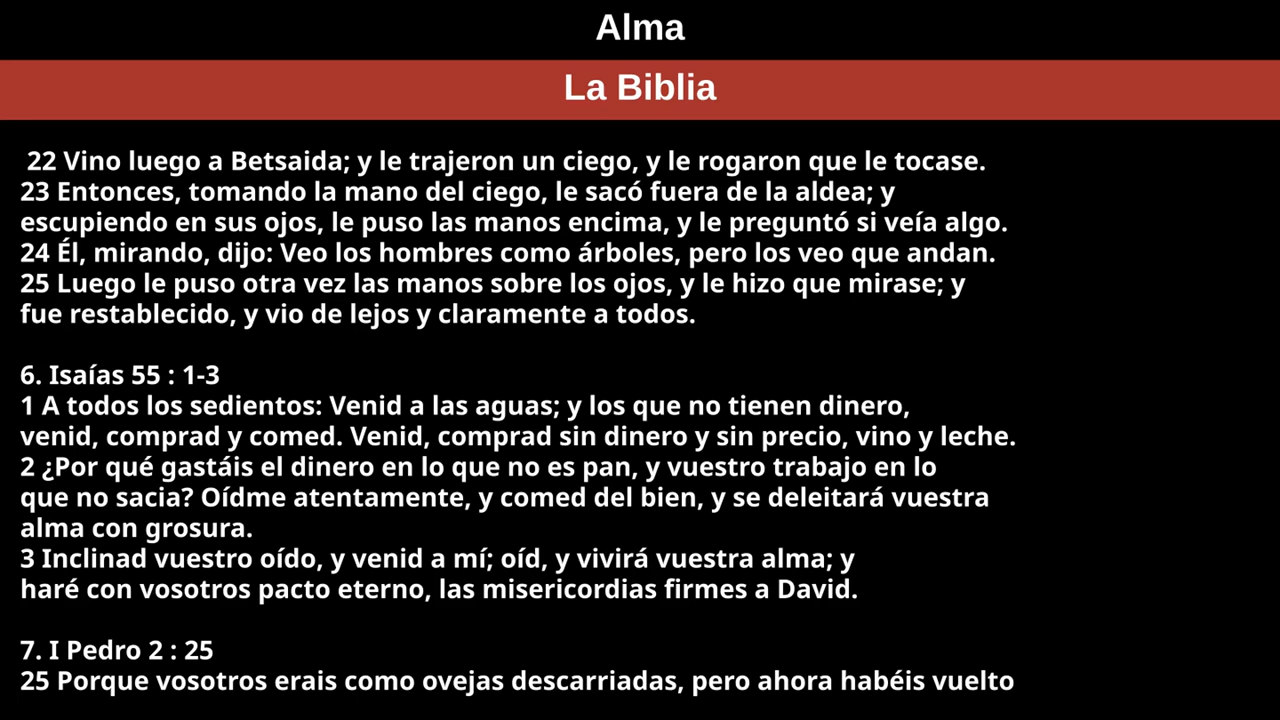 Alma
La Biblia
22 Vino luego a Betsaida; y le trajeron un ciego, y le rogaron que le tocase.
23 Entonces, tomando la mano del ciego, le sacó fuera de la aldea; y
escupiendo en sus ojos, le puso las manos encima, y le preguntó si veía algo.
24 Él, mirando, dijo: Veo los hombres como árboles, pero los veo que andan.
25 Luego le puso otra vez las manos sobre los ojos, y le hizo que mirase; y
fue restablecido, y vio de lejos y claramente a todos.
6. Isaías 55 : 1-3
1 A todos los sedientos: Venid a las aguas; y los que no tienen dinero,
venid, comprad y comed. Venid, comprad sin dinero y sin precio, vino y leche.
2 ¿Por qué gastáis el dinero en lo que no es pan, y vuestro trabajo en lo
que no sacia? Oídme atentamente, y comed del bien, y se deleitará vuestra
alma con grosura.
3 Inclinad vuestro oído, y venid a mí; oíd, y vivirá vuestra alma; y
haré con vosotros pacto eterno, las misericordias firmes a David.
7. I Pedro 2 : 25
25 Porque vosotros erais como ovejas descarriadas, pero ahora habéis vuelto